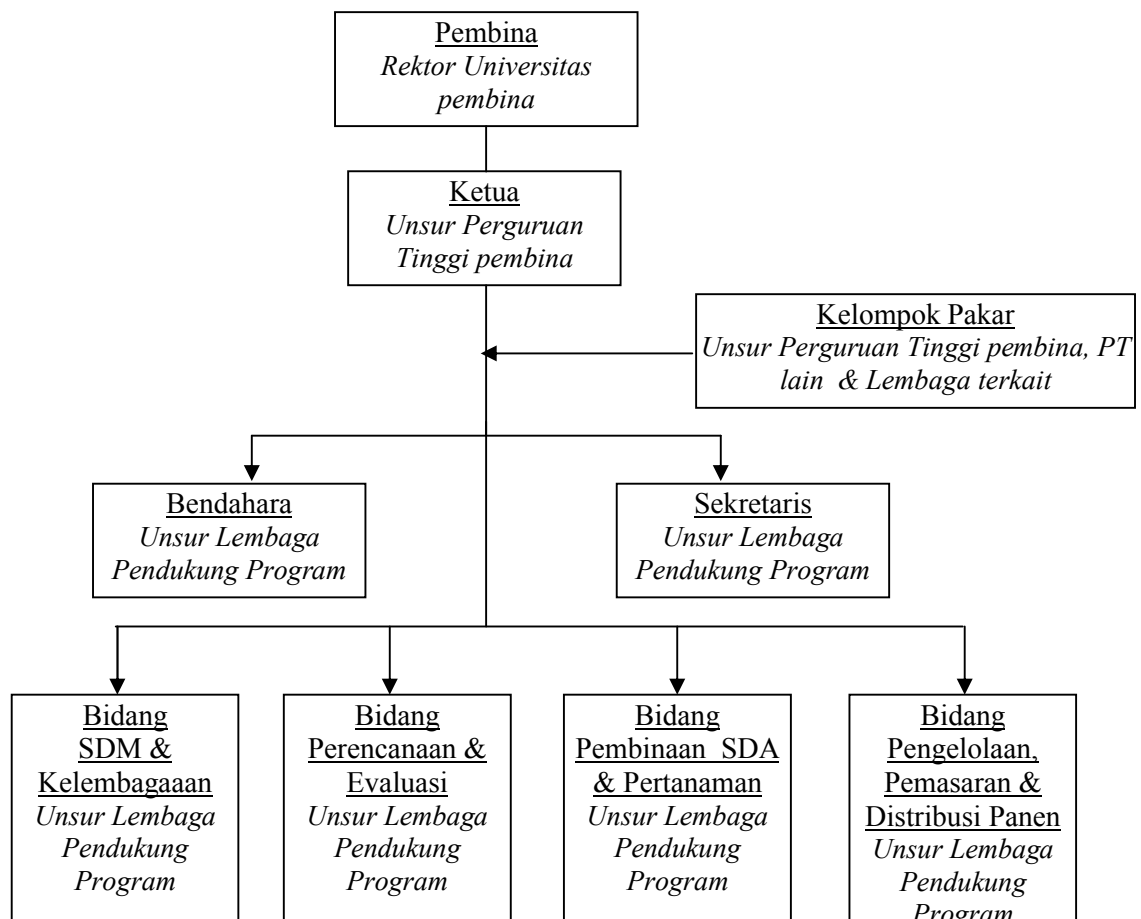 Pembina
Rektor Universitas
pembina
Ketua
Unsur Perguruan
Tinggi pembina
Kelompok Pakar
Unsur Perguruan Tinggi pembina, PT
lain & Lembaga terkait
Bendahara
Unsur Lembaga
Pendukung Program
Sekretaris
Unsur Lembaga
Pendukung Program
Bidang
SDM &
Kelembagaaan
Unsur Lembaga
Pendukung
Program
Bidang
Perencanaan &
Evaluasi
Unsur Lembaga
Pendukung
Program
Bidang
Pembinaan SDA
& Pertanaman
Unsur Lembaga
Pendukung
Program
Bidang
Pengelolaan,
Pemasaran &
Distribusi Panen
Unsur Lembaga
Pendukung
Program